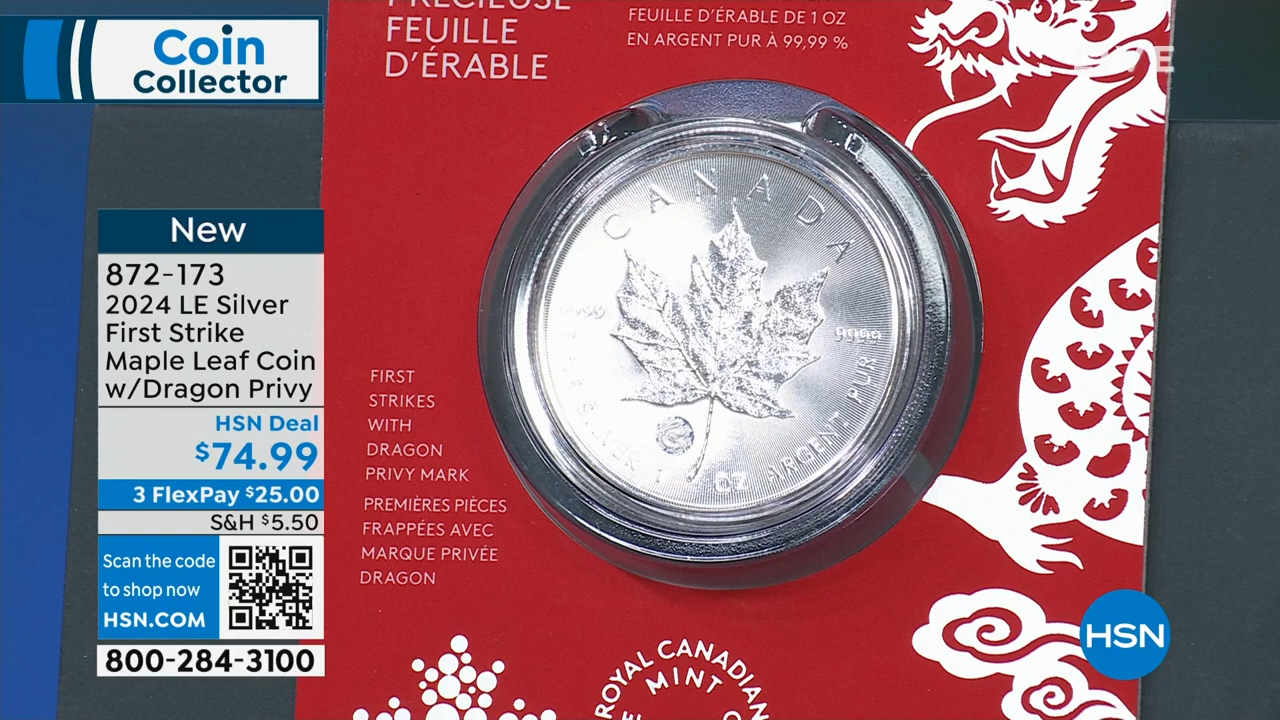 Coin
Collector
New
872-173
2024 LE Silver
First Strike
Maple Leaf Coin
w/Dragon Privy
HSN Deal
$74.99
3 FlexPay $25.00
S&H $5.50
Scan the code
to shop now
HSN.COM
800-284-3100
PRÉCIEUSE
FEUILLE
D'ÉRABLE
FEUILLE D'ÉRABLE DE 1 OZ
EN ARGENT PUR À 99,99 %
LIVE
CANADA
9999
1 OZ ARGENT PUR
FIRST
STRIKES
WITH
DRAGON
PRIVY MARK
PREMIÈRES PIÈCES
FRAPPÉES AVEC
MARQUE PRIVÉE
DRAGON
ROYAL CANADIAN
MINT
HSN